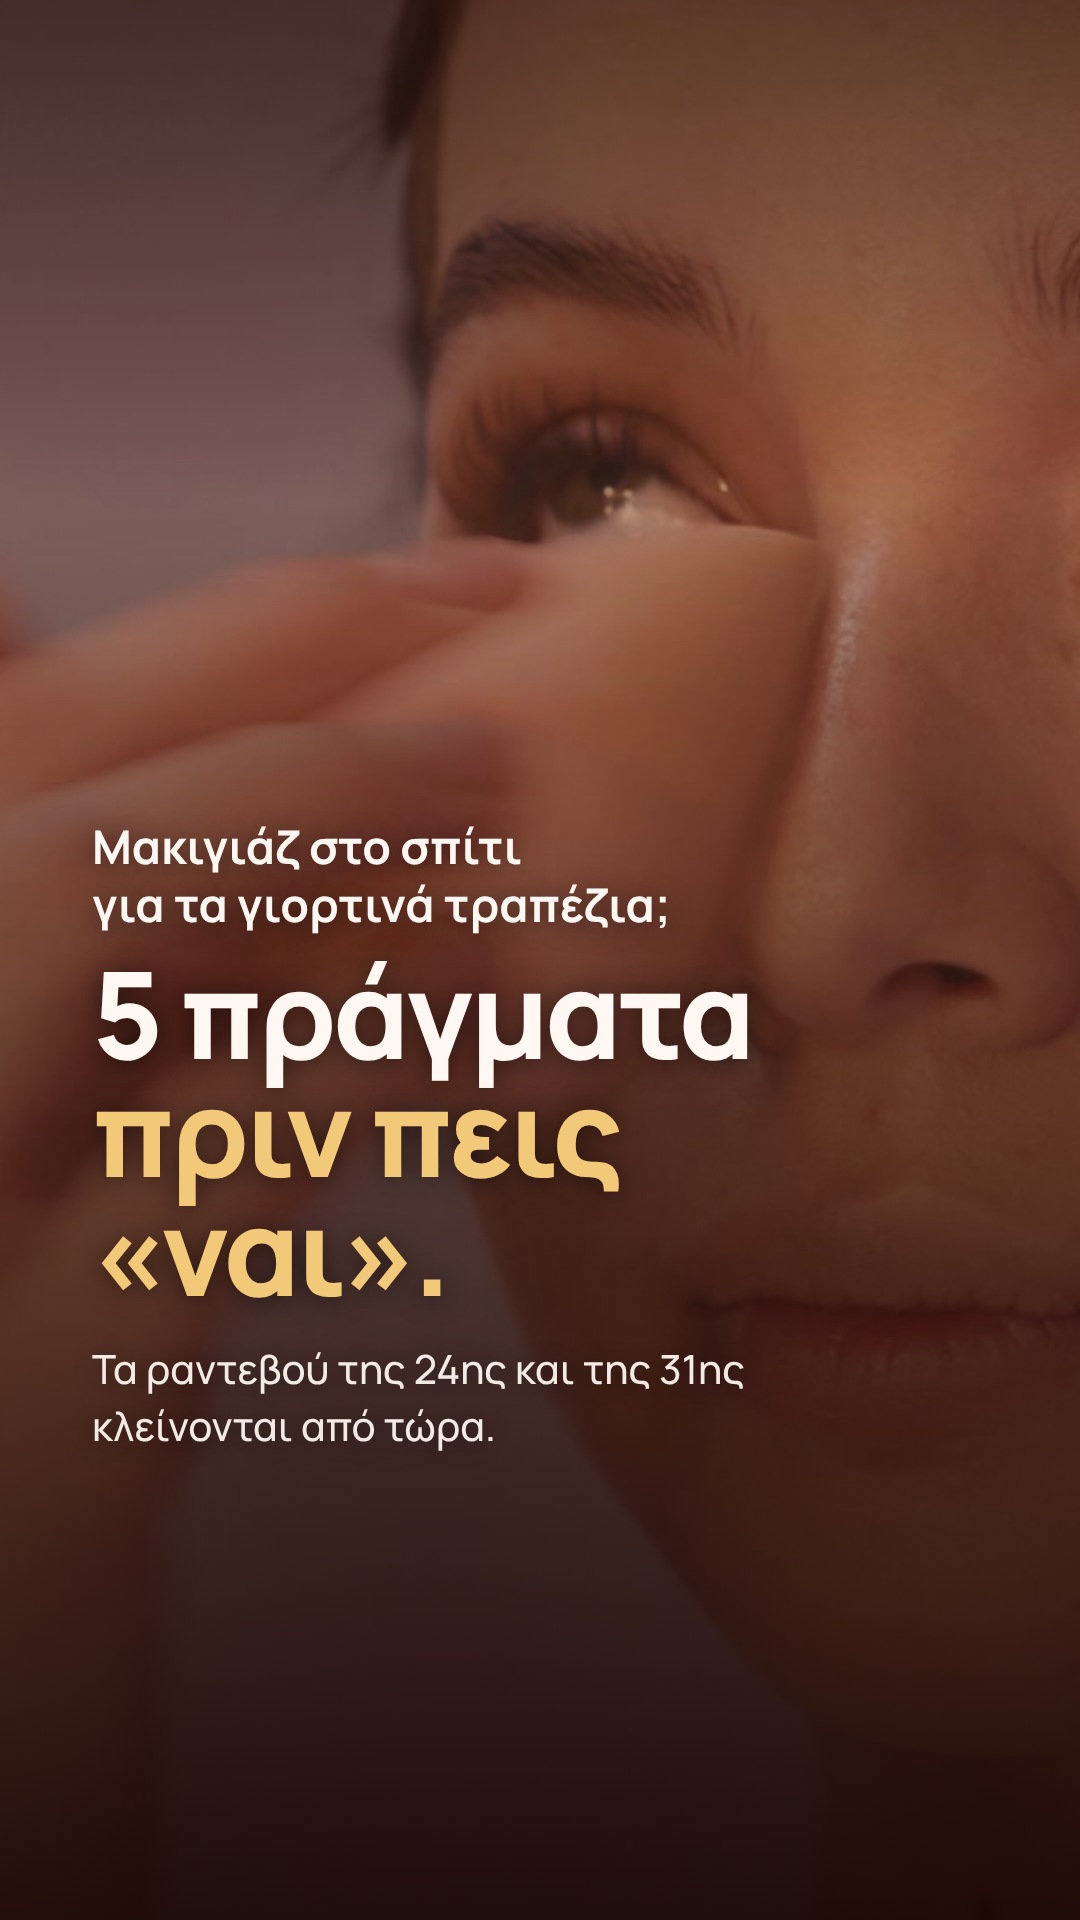 Μακιγιάζ στο σπίτι
για τα γιορτινά τραπέζια;
5 πράγματα
πριν πεις
«ναι».
Τα ραντεβού της 24ης και της 31ης
κλείνονται από τώρα.